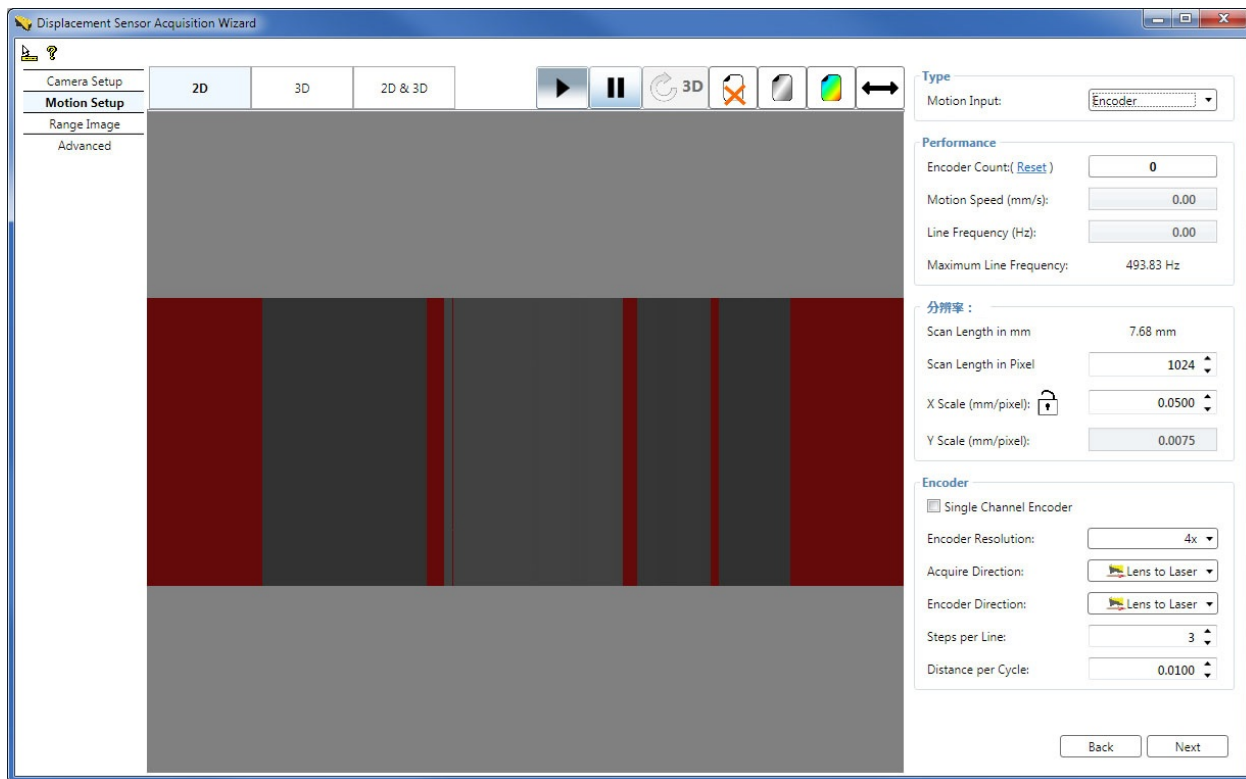 Displacement Sensor Acquisition Wizard
Camera Setup
Motion Setup
Range Image
Advanced
2D
3D
2D & 3D
3D
Type
Motion Input:
Encoder
Performance
Encoder Count:( Reset )
0
Motion Speed (mm/s):
0.00
Line Frequency (Hz):
0.00
Maximum Line Frequency:
493.83 Hz
分辨率：
Scan Length in mm
7.68 mm
Scan Length in Pixel
1024
X Scale (mm/pixel):
0.0500
Y Scale (mm/pixel):
0.0075
Encoder
Single Channel Encoder
Encoder Resolution:
4x
Acquire Direction:
Lens to Laser
Encoder Direction:
Lens to Laser
Steps per Line:
3
Distance per Cycle:
0.0100
Back
Next